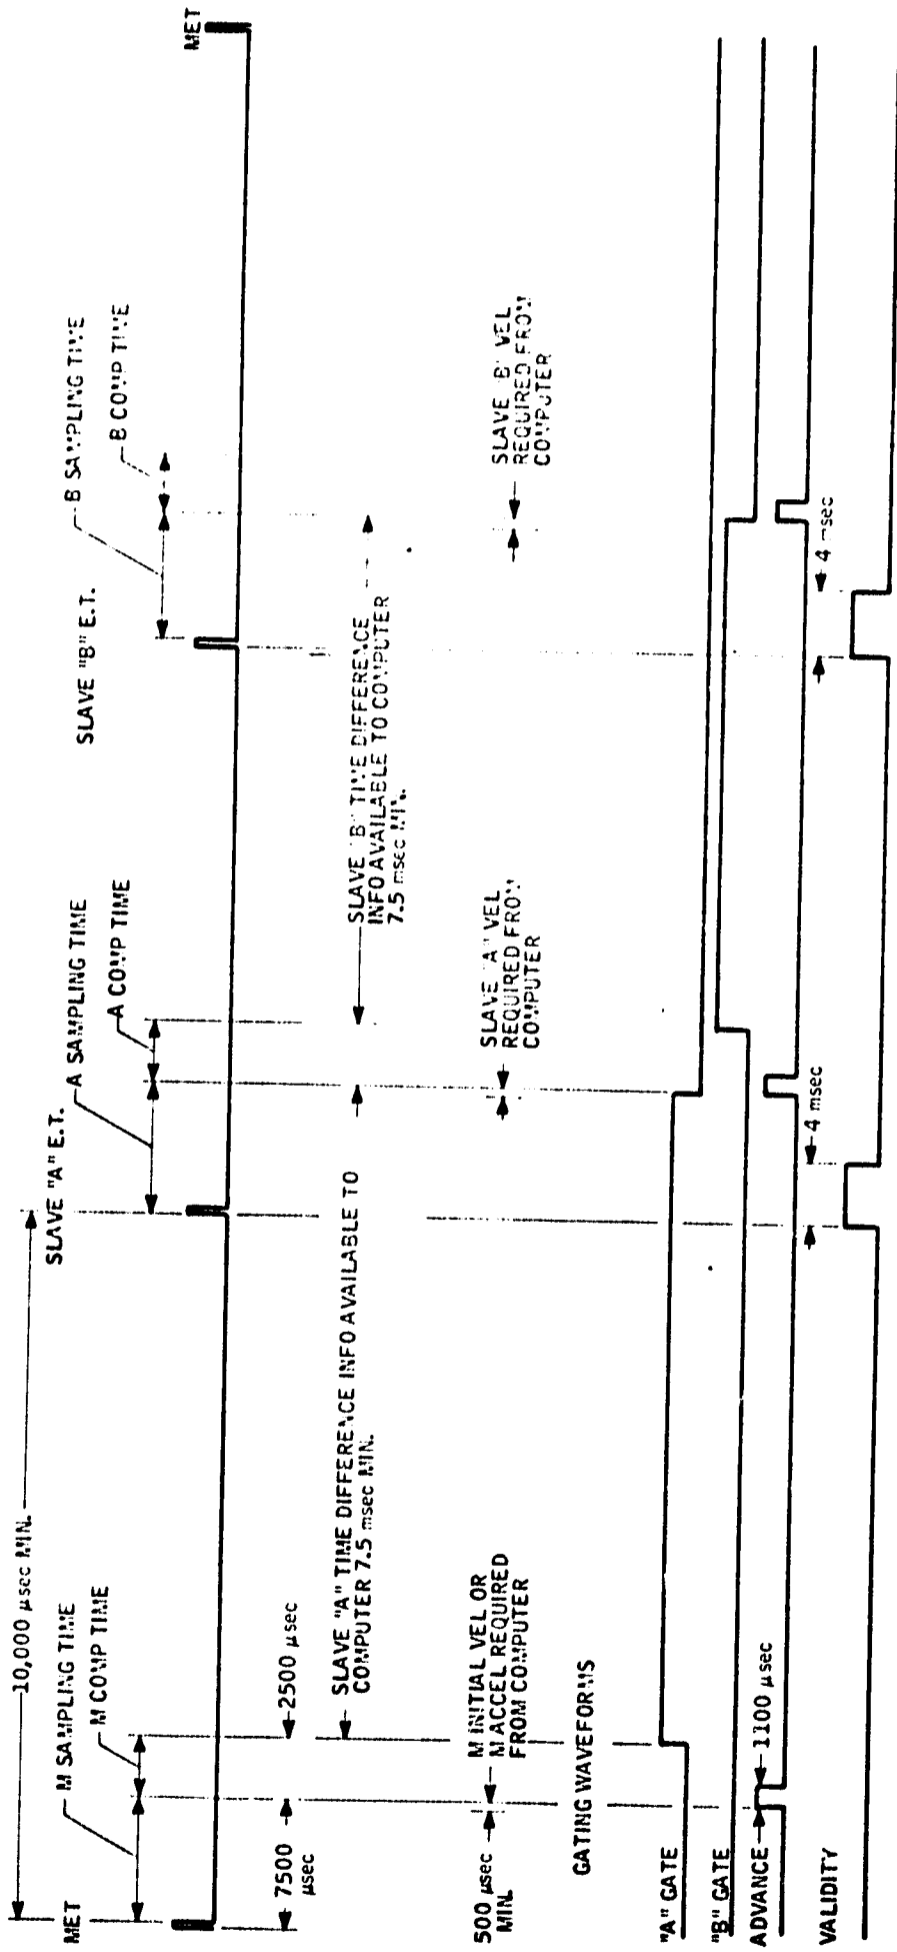 10,000 µsec MIN.
MET
M SAMPLING TIME
M COMP TIME
SLAVE "A" E.T.
A SAMPLING TIME
A COMP TIME
SLAVE "B" E.T.
B SAMPLING TIME
B COMP TIME
MET
7500
µsec
2500 µsec
SLAVE "A" TIME DIFFERENCE INFO AVAILABLE TO
COMPUTER 7.5 msec MIN.
SLAVE "B" TIME DIFFERENCE
INFO AVAILABLE TO COMPUTER
7.5 msec MIN.
500 µsec
MIN.
M INITIAL VEL OR
M ACCEL REQUIRED
FROM COMPUTER
SLAVE "A" VEL
REQUIRED FROM
COMPUTER
SLAVE "B" VEL
REQUIRED FROM
COMPUTER
GATING WAVEFORMS
"A" GATE
"B" GATE
ADVANCE
1100 µsec
VALIDITY
4 msec
4 msec